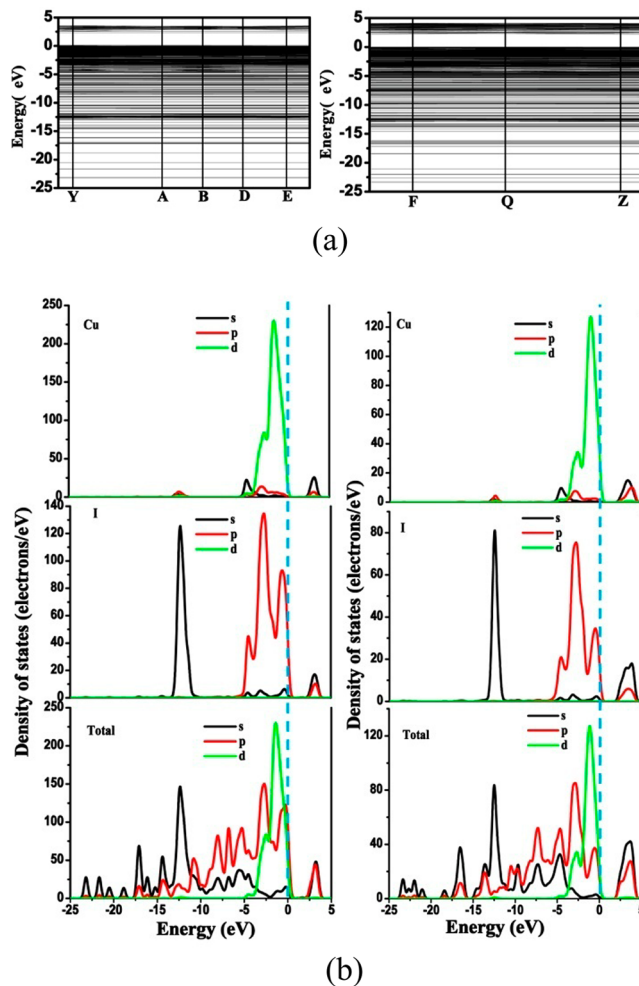 5
0
-5
-10
-15
-20
-25
Energy( eV)
Y A B D E
5
0
-5
-10
-15
-20
-25
Energy( eV)
F Q Z
(a)
250
200
150
100
50
0
Cu
s
p
d
140
120
100
80
60
40
20
0
I
s
p
d
250
200
150
100
50
0
Total
s
p
d
-25 -20 -15 -10 -5 0 5
Energy (eV)
Density of states (electrons/eV)
120
100
80
60
40
20
0
Cu
s
p
d
80
60
40
20
0
I
s
p
d
120
80
40
0
Total
s
p
d
-25 -20 -15 -10 -5 0 5
Energy (eV)
Density of states (electrons/eV)
(b)